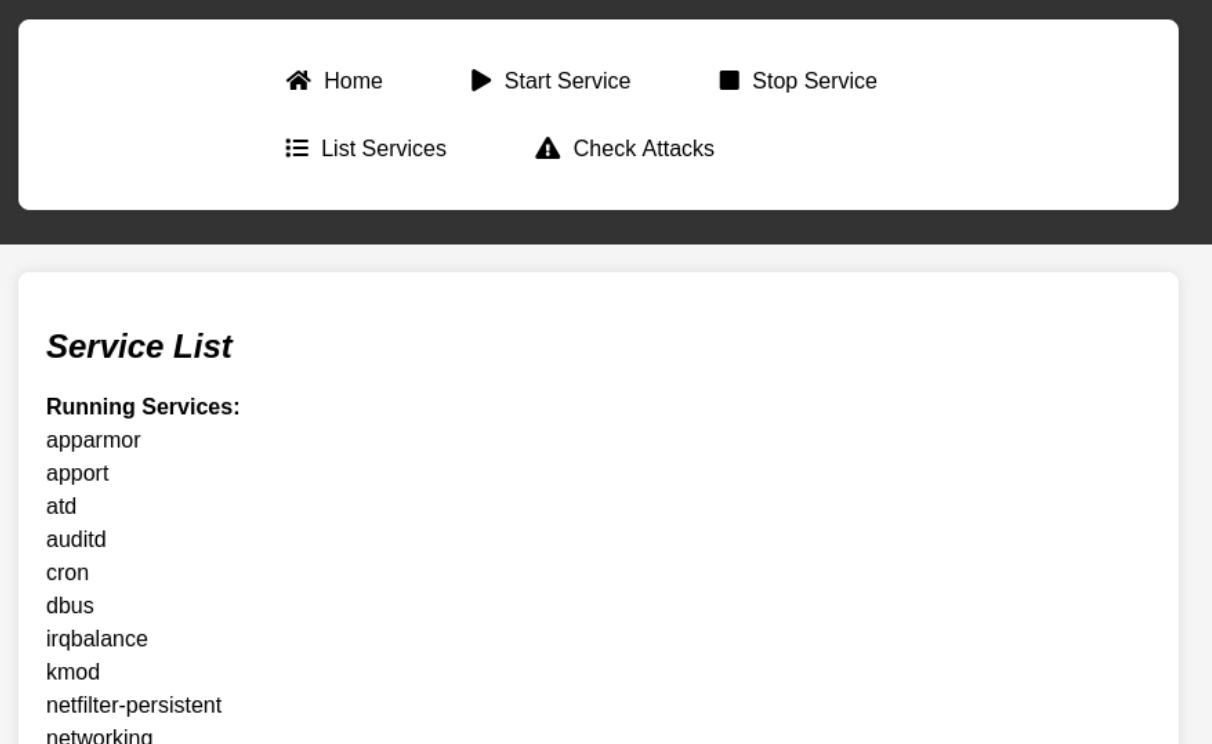 Home Start Service Stop Service
List Services Check Attacks
Service List
Running Services:
apparmor
apport
atd
auditd
cron
dbus
irqbalance
kmod
netfilter-persistent
networking